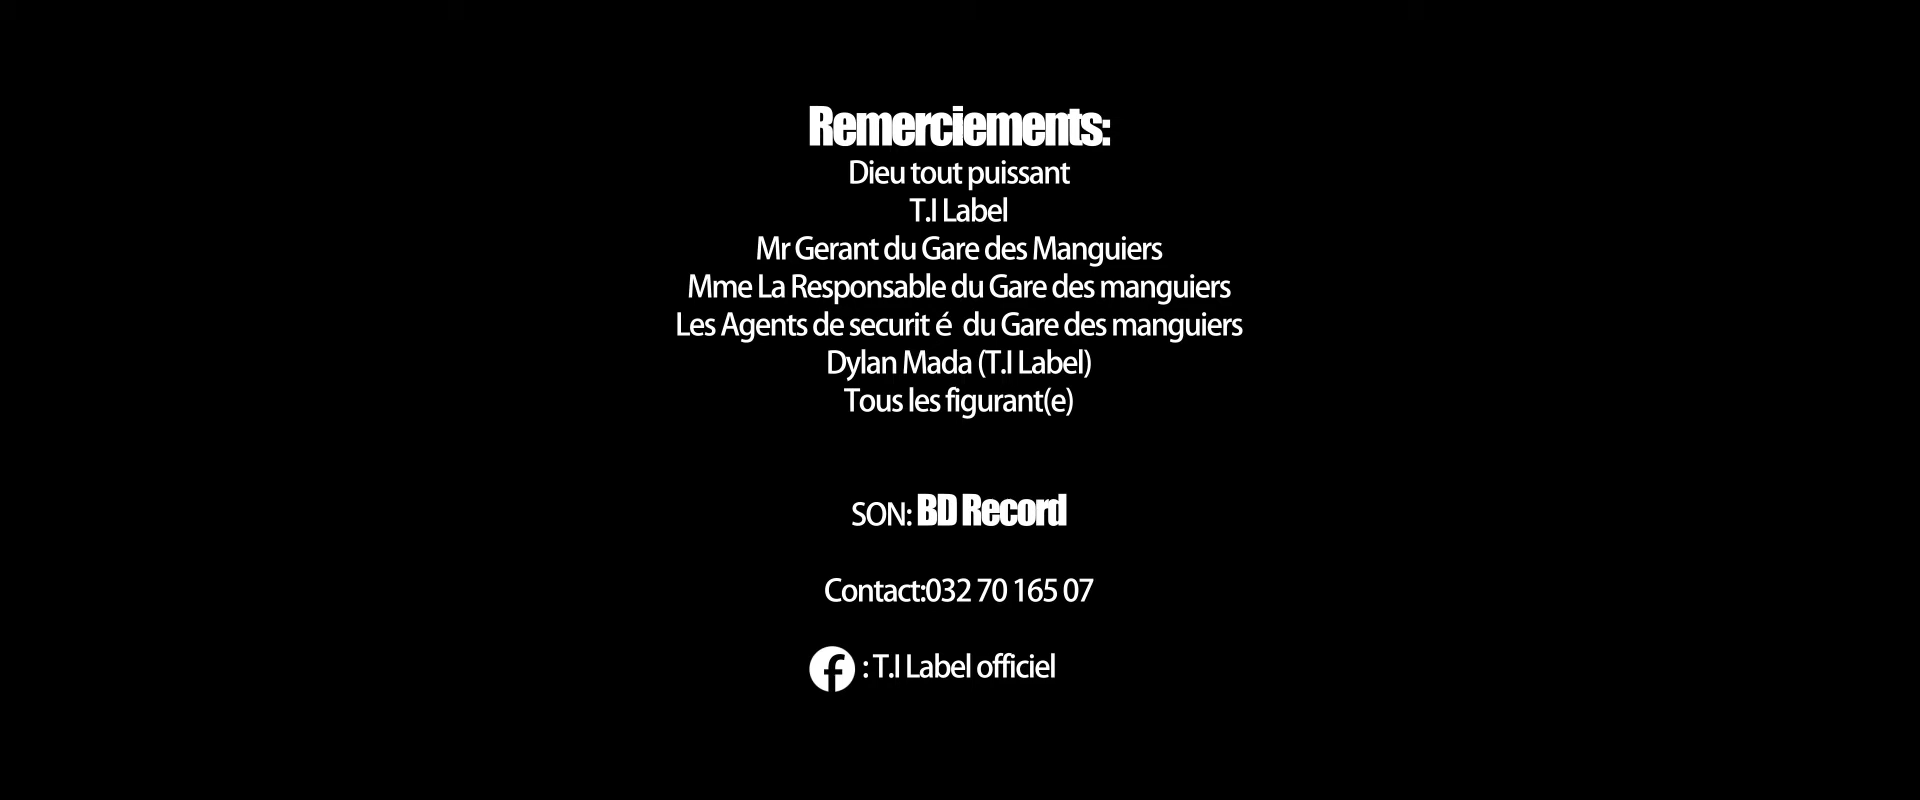 Remerciements:
Dieu tout puissant
T.I Label
Mr Gerant du Gare des Manguiers
Mme La Responsable du Gare des manguiers
Les Agents de securit é du Gare des manguiers
Dylan Mada (T.I Label)
Tous les figurant(e)
SON: BD Record
Contact:032 70 165 07
: T.I Label officiel